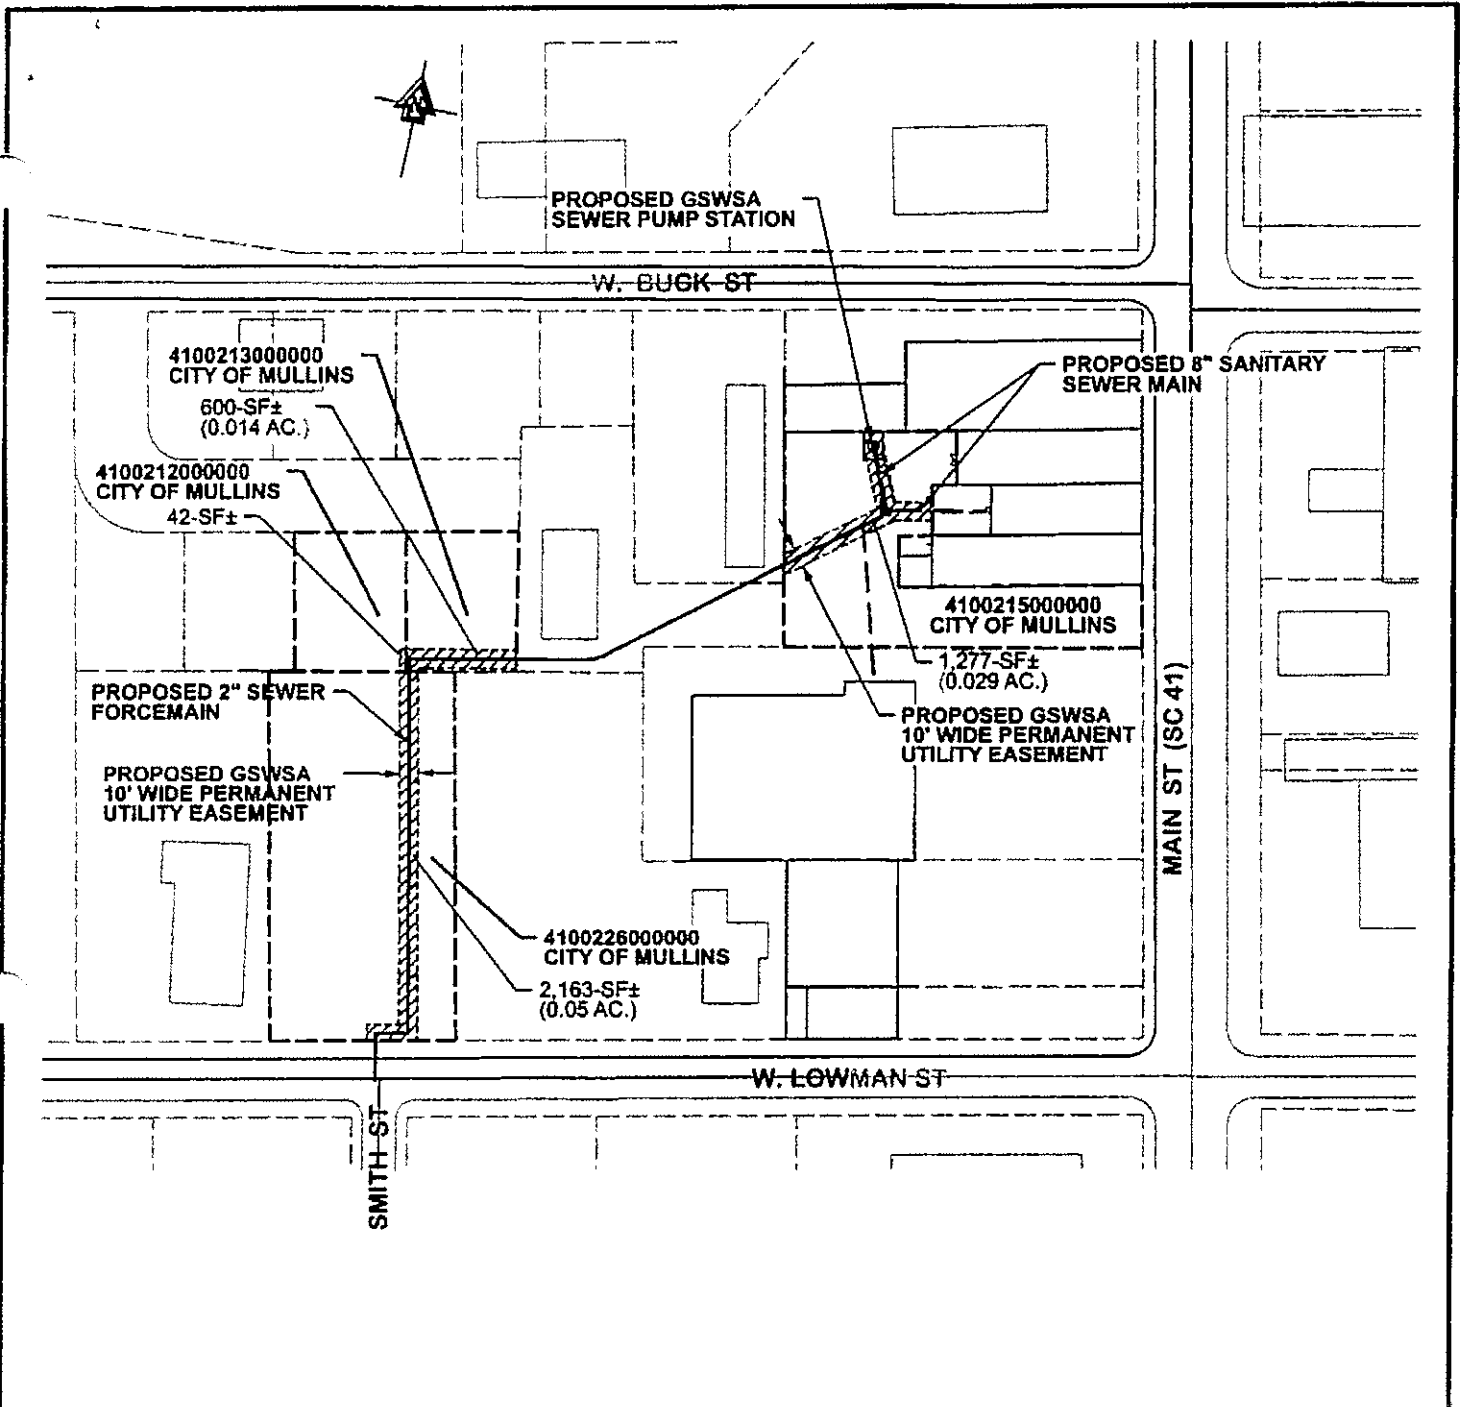 N
PROPOSED GSWSA
SEWER PUMP STATION
W. BUCK ST
4100213000000
CITY OF MULLINS
600-SF±
(0.014 AC.)
PROPOSED 8" SANITARY
SEWER MAIN
4100212000000
CITY OF MULLINS
42-SF±
4100215000000
CITY OF MULLINS
1,277-SF±
(0.029 AC.)
PROPOSED 2" SEWER
FORCEMAIN
PROPOSED GSWSA
10' WIDE PERMANENT
UTILITY EASEMENT
PROPOSED GSWSA
10' WIDE PERMANENT
UTILITY EASEMENT
MAIN ST (SC 41)
4100226000000
CITY OF MULLINS
2,163-SF±
(0.05 AC.)
W. LOWMAN ST
SMITH ST